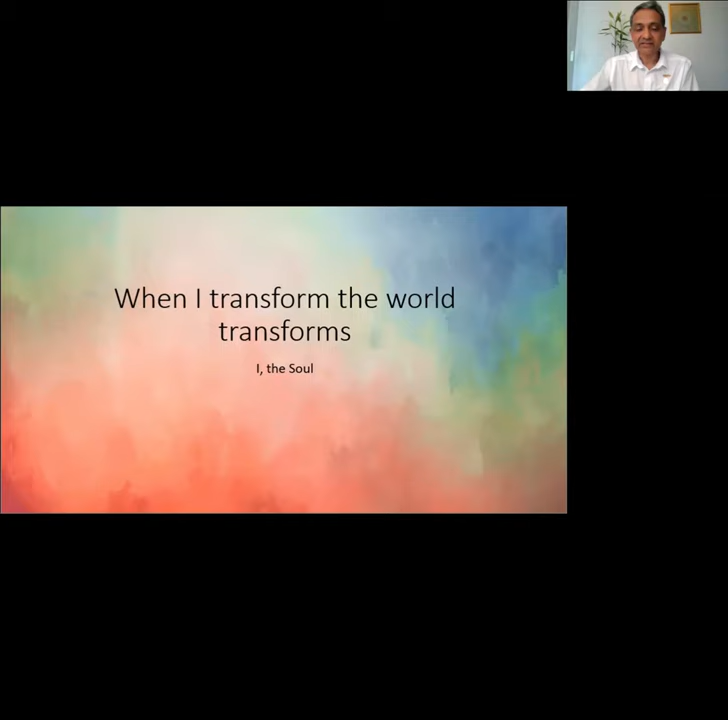 When I transform the world
transforms
I, the Soul